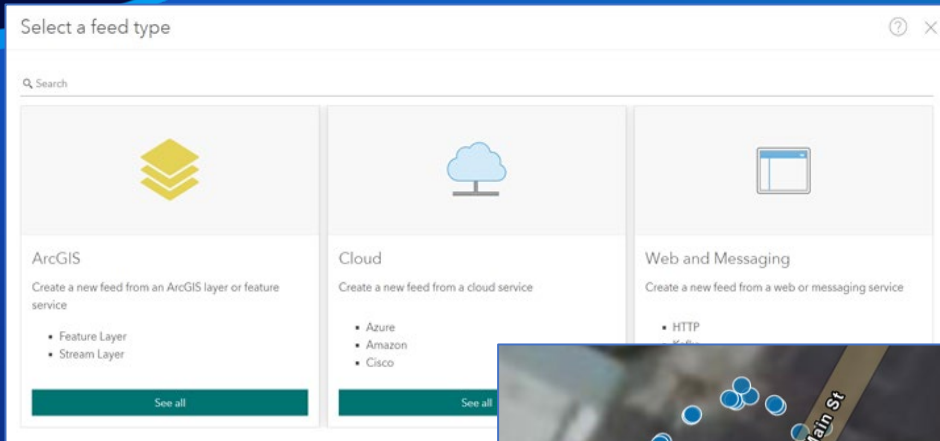 Select a feed type
Search
ArcGIS
Create a new feed from an ArcGIS layer or feature
service
▪ Feature Layer
▪ Stream Layer
See all
Cloud
Create a new feed from a cloud service
▪ Azure
▪ Amazon
▪ Cisco
See all
Web and Messaging
Create a new feed from a web or messaging service
▪ HTTP
Main St